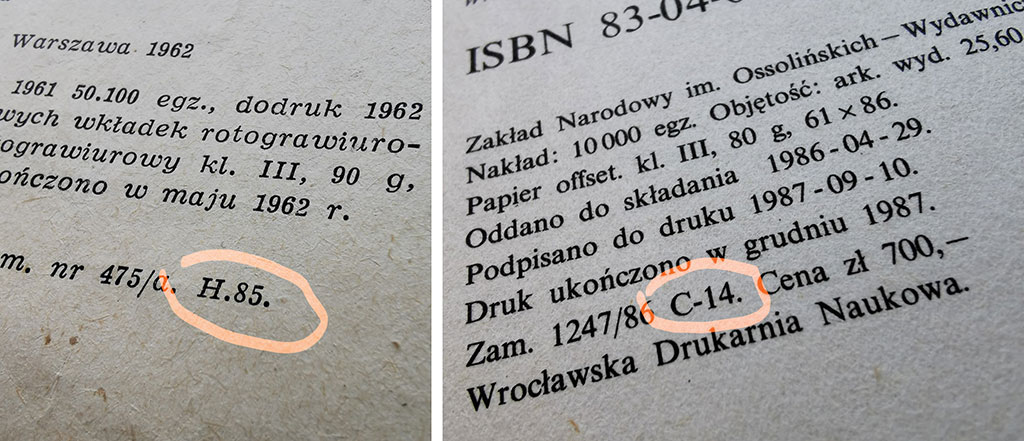 Warszawa 1962
1961 50.100 egz., dodruk 1962
wych wkładek rotograwiuro-
ograwiurowy kl. III, 90 g,
ończono w maju 1962 r.
m. nr 475/a. H.85.
ISBN 83-04-
Zakład Narodowy im. Ossolińskich – Wydawnic
Nakład: 10 000 egz. Objętość: ark. wyd. 25,60
Papier offset. kl. III, 80 g, 61 × 86.
Oddano do składania 1986-04-29.
Podpisano do druku 1987-09-10.
Druk ukończono w grudniu 1987.
Zam. 1247/86 C-14. Cena zł 700,—
Wrocławska Drukarnia Naukowa.